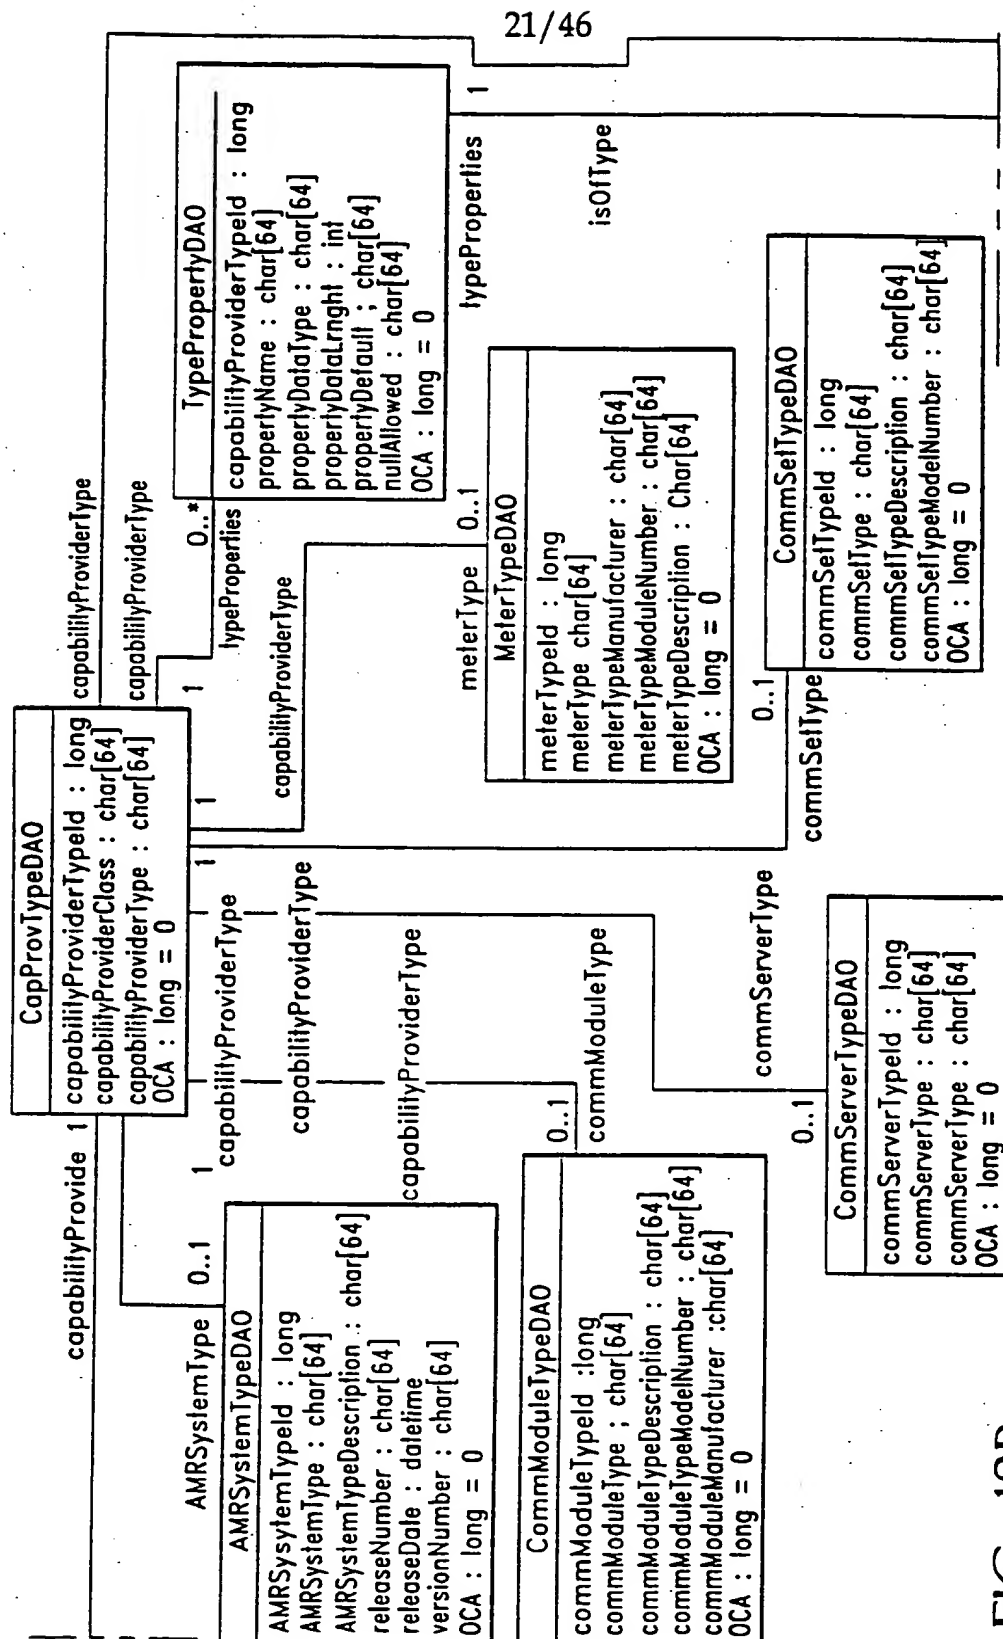 21/46
capabilityProvide 1
CapProvTypeDAO
capabilityProviderTypeId : long
capabilityProviderClass : char[64]
capabilityProviderType : char[64]
OCA : long = 0
capabilityProviderType
1
capabilityProviderType
1
typeProperties
0..*
TypePropertyDAO
capabilityProviderTypeId : long
propertyName : char[64]
propertyDataType : char[64]
propertyDataLrnght : int
propertyDefault ; char[64]
nullAllowed : char[64]
OCA : long = 0
typeProperties
1
isOfType
AMRSystemType
0..1
1
capabilityProviderType
AMRSystemTypeDAO
AMRSysytemTypeId : long
AMRSystemType : char[64]
AMRSystemTypeDescription : char[64]
releaseNumber : char[64]
releaseDate : datetime
versionNumber : char[64]
OCA : long = 0
1
capabilityProviderType
1
capabilityProviderType
capabilityProviderType
meterType
0..1
MeterTypeDAO
meterTypeId : long
meterType char[64]
meterTypeManufacturer : char[64]
meterTypeModuleNumber : char[64]
meterTypeDescription : Char[64]
OCA : long = 0
0..1
commModuleType
CommModuleTypeDAO
commModuleTypeId :long
commModuleType ; char[64]
commModuleTypeDescription : char[64]
commModuleTypeModelNumber : char[64]
commModuleManufacturer :char[64]
OCA : long = 0
0..1
commSetType
CommSetTypeDAO
commSetTypeId : long
commSetType : char[64]
commSetTypeDescription : char[64]
commSetTypeModelNumber : char[64]
OCA : long = 0
commServerType
0..1
CommServerTypeDAO
commServerTypeId : long
commServerType : char[64]
commServerType : char[64]
OCA : long = 0